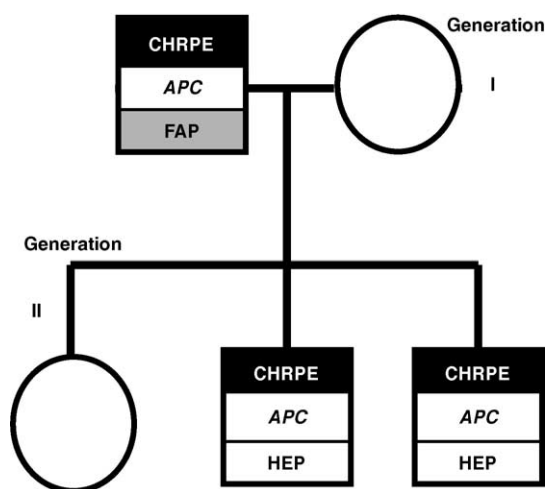 CHRPE
APC
FAP
Generation
I
Generation
II
CHRPE
APC
HEP
CHRPE
APC
HEP